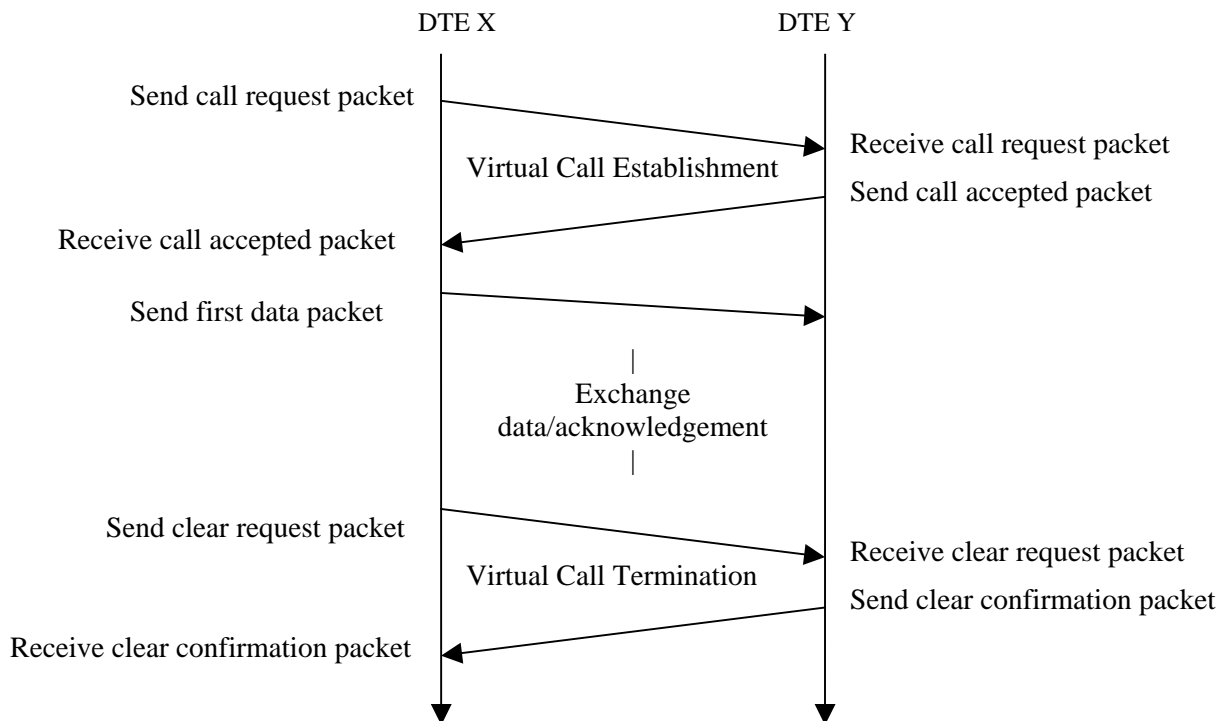 DTE X
DTE Y
Send call request packet
Receive call request packet
Virtual Call Establishment
Send call accepted packet
Receive call accepted packet
Send first data packet
|
Exchange
data/acknowledgement
|
Send clear request packet
Receive clear request packet
Virtual Call Termination
Send clear confirmation packet
Receive clear confirmation packet